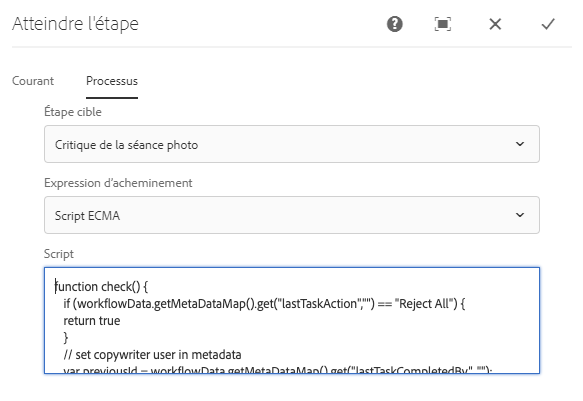 Atteindre l'étape
Courant
Processus
Étape cible
Critique de la séance photo
Expression d'acheminement
Script ECMA
Script
function check() {
if (workflowData.getMetaDataMap().get("lastTaskAction","") == "Reject All") {
return true
}
// set copywriter user in metadata
var previousId = workflowData.getMetaDataMap().get("lastTaskCompletedBy", "");